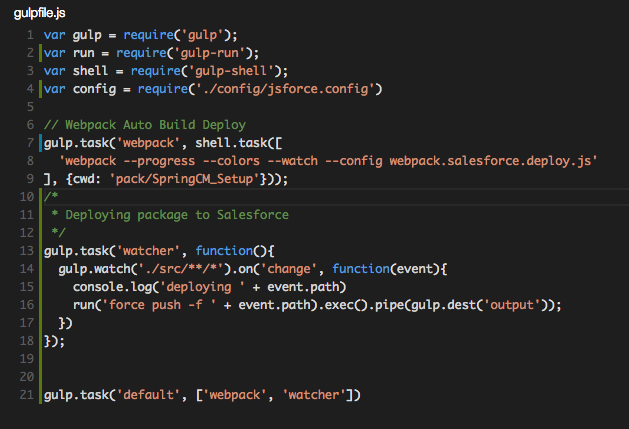 gulpfile.js
1 var gulp = require('gulp');
2 var run = require('gulp-run');
3 var shell = require('gulp-shell');
4 var config = require('./config/jsforce.config')
5
6 // Webpack Auto Build Deploy
7 gulp.task('webpack', shell.task([
8   'webpack --progress --colors --watch --config webpack.salesforce.deploy.js'
9 ], {cwd: 'pack/SpringCM_Setup'}));
10 /*
11  * Deploying package to Salesforce
12  */
13 gulp.task('watcher', function(){
14   gulp.watch('./src/**/*').on('change', function(event){
15     console.log('deploying ' + event.path)
16     run('force push -f ' + event.path).exec().pipe(gulp.dest('output'));
17   })
18 });
19
20
21 gulp.task('default', ['webpack', 'watcher'])